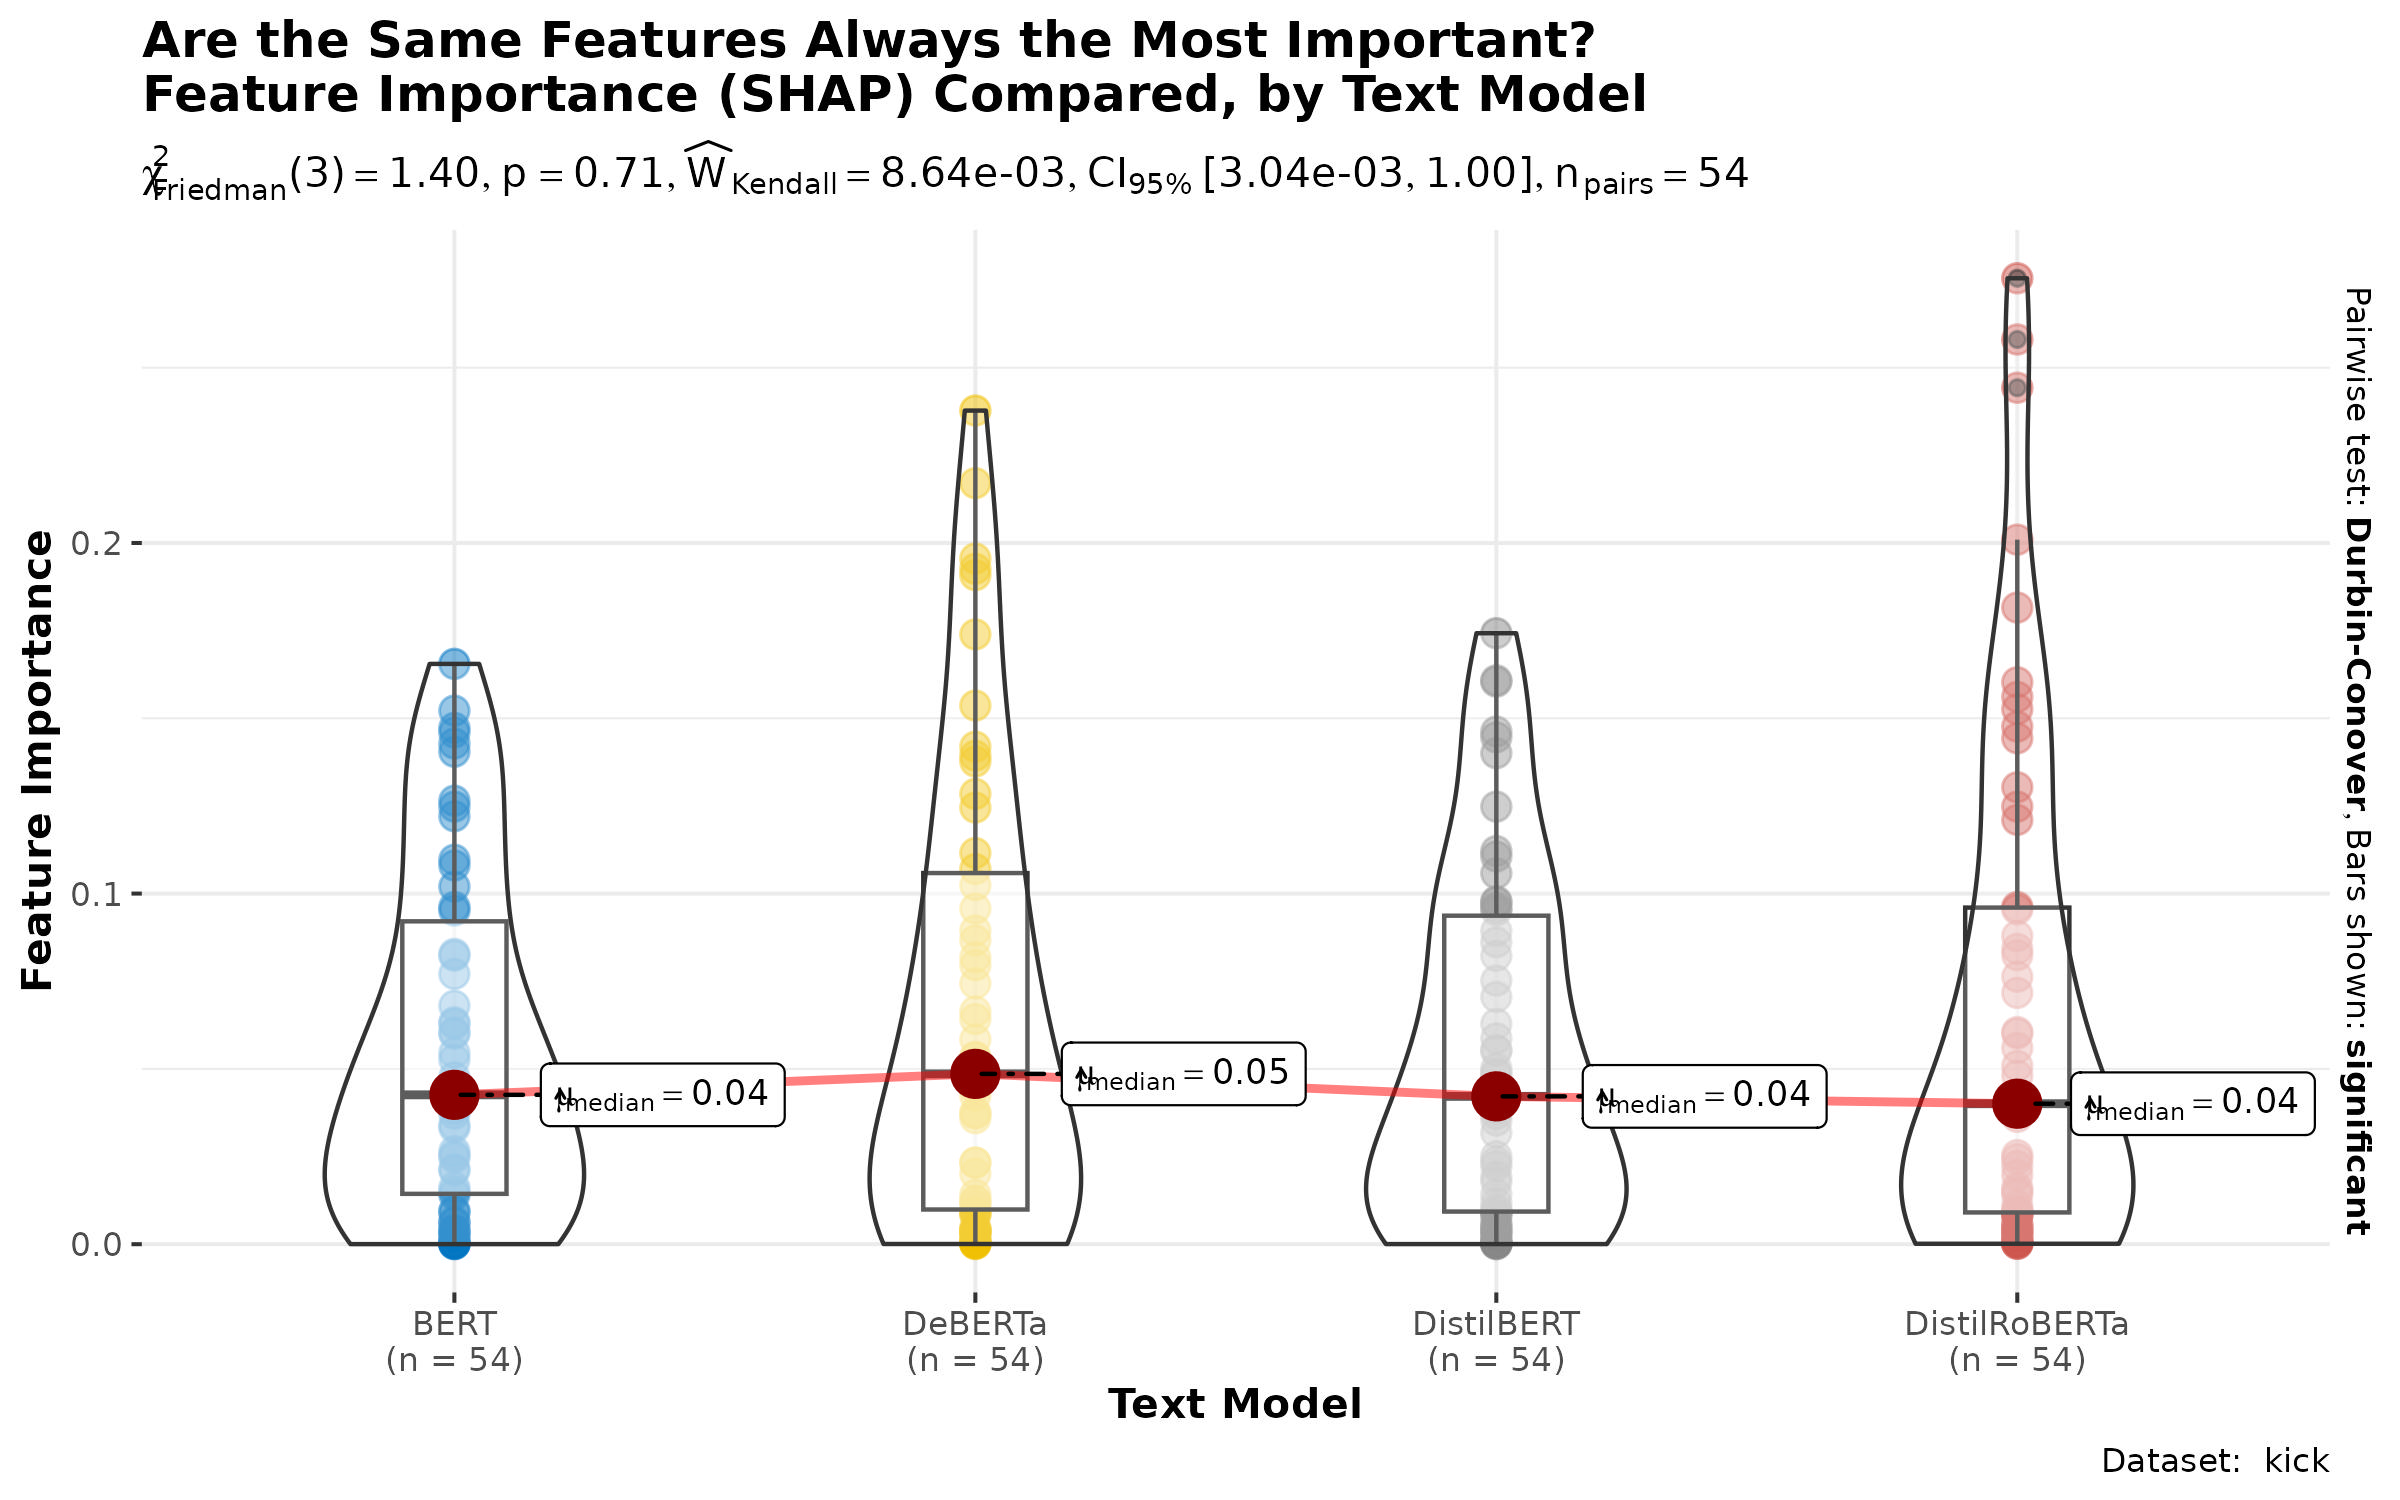 Are the Same Features Always the Most Important?
Feature Importance (SHAP) Compared, by Text Model
χ²Friedman(3) = 1.40, p = 0.71, ŴKendall = 8.64e-03, CI95% [3.04e-03, 1.00], npairs = 54
Feature Importance
0.2
0.1
0.0
μ̂median = 0.04
μ̂median = 0.05
μ̂median = 0.04
μ̂median = 0.04
BERT
(n = 54)
DeBERTa
(n = 54)
DistilBERT
(n = 54)
DistilRoBERTa
(n = 54)
Text Model
Pairwise test: Durbin-Conover, Bars shown: significant
Dataset: kick